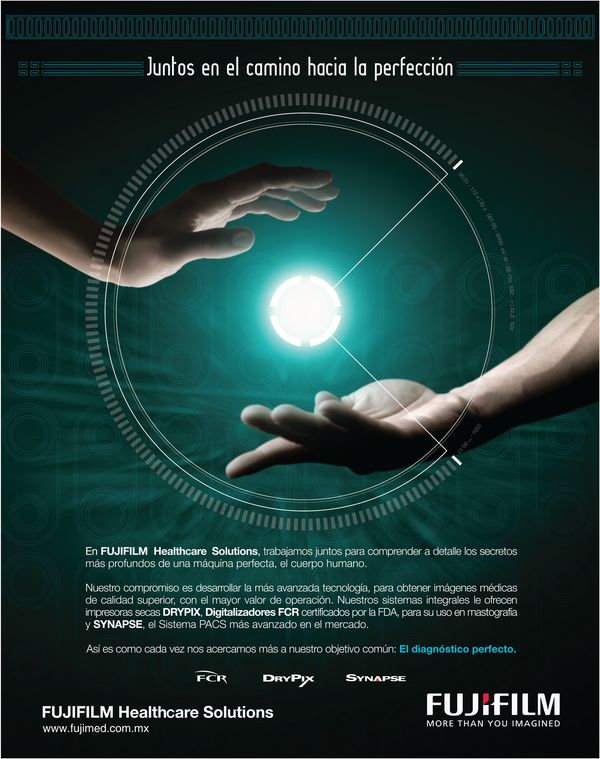 Juntos en el camino hacia la perfección
En FUJIFILM Healthcare Solutions, trabajamos juntos para comprender a detalle los secretos
más profundos de una máquina perfecta, el cuerpo humano.
Nuestro compromiso es desarrollar la más avanzada tecnología, para obtener imágenes médicas
de calidad superior, con el mayor valor de operación. Nuestros sistemas integrales le ofrecen
impresoras secas DRYPIX, Digitalizadores FCR certificados por la FDA, para su uso en mastografía
y SYNAPSE, el Sistema PACS más avanzado en el mercado.
Así es como cada vez nos acercamos más a nuestro objetivo común: El diagnóstico perfecto.
FCR DRYPIX SYNAPSE
FUJIFILM Healthcare Solutions
www.fujimed.com.mx
FUJIFILM
MORE THAN YOU IMAGINED